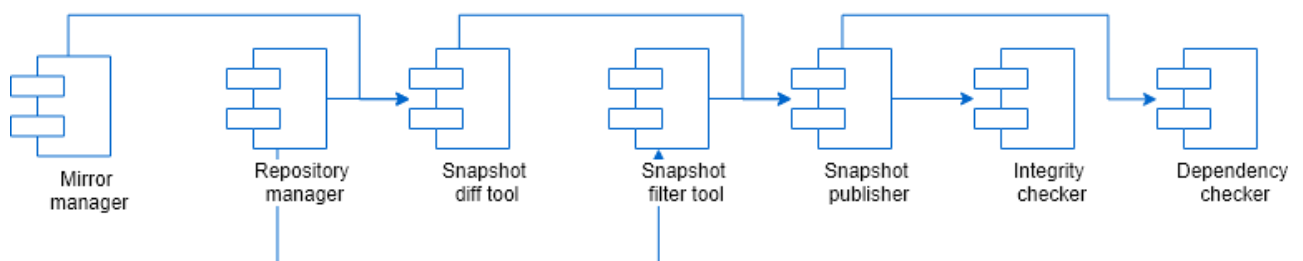 Mirror
manager
Repository
manager
Snapshot
diff tool
Snapshot
filter tool
Snapshot
publisher
Integrity
checker
Dependency
checker